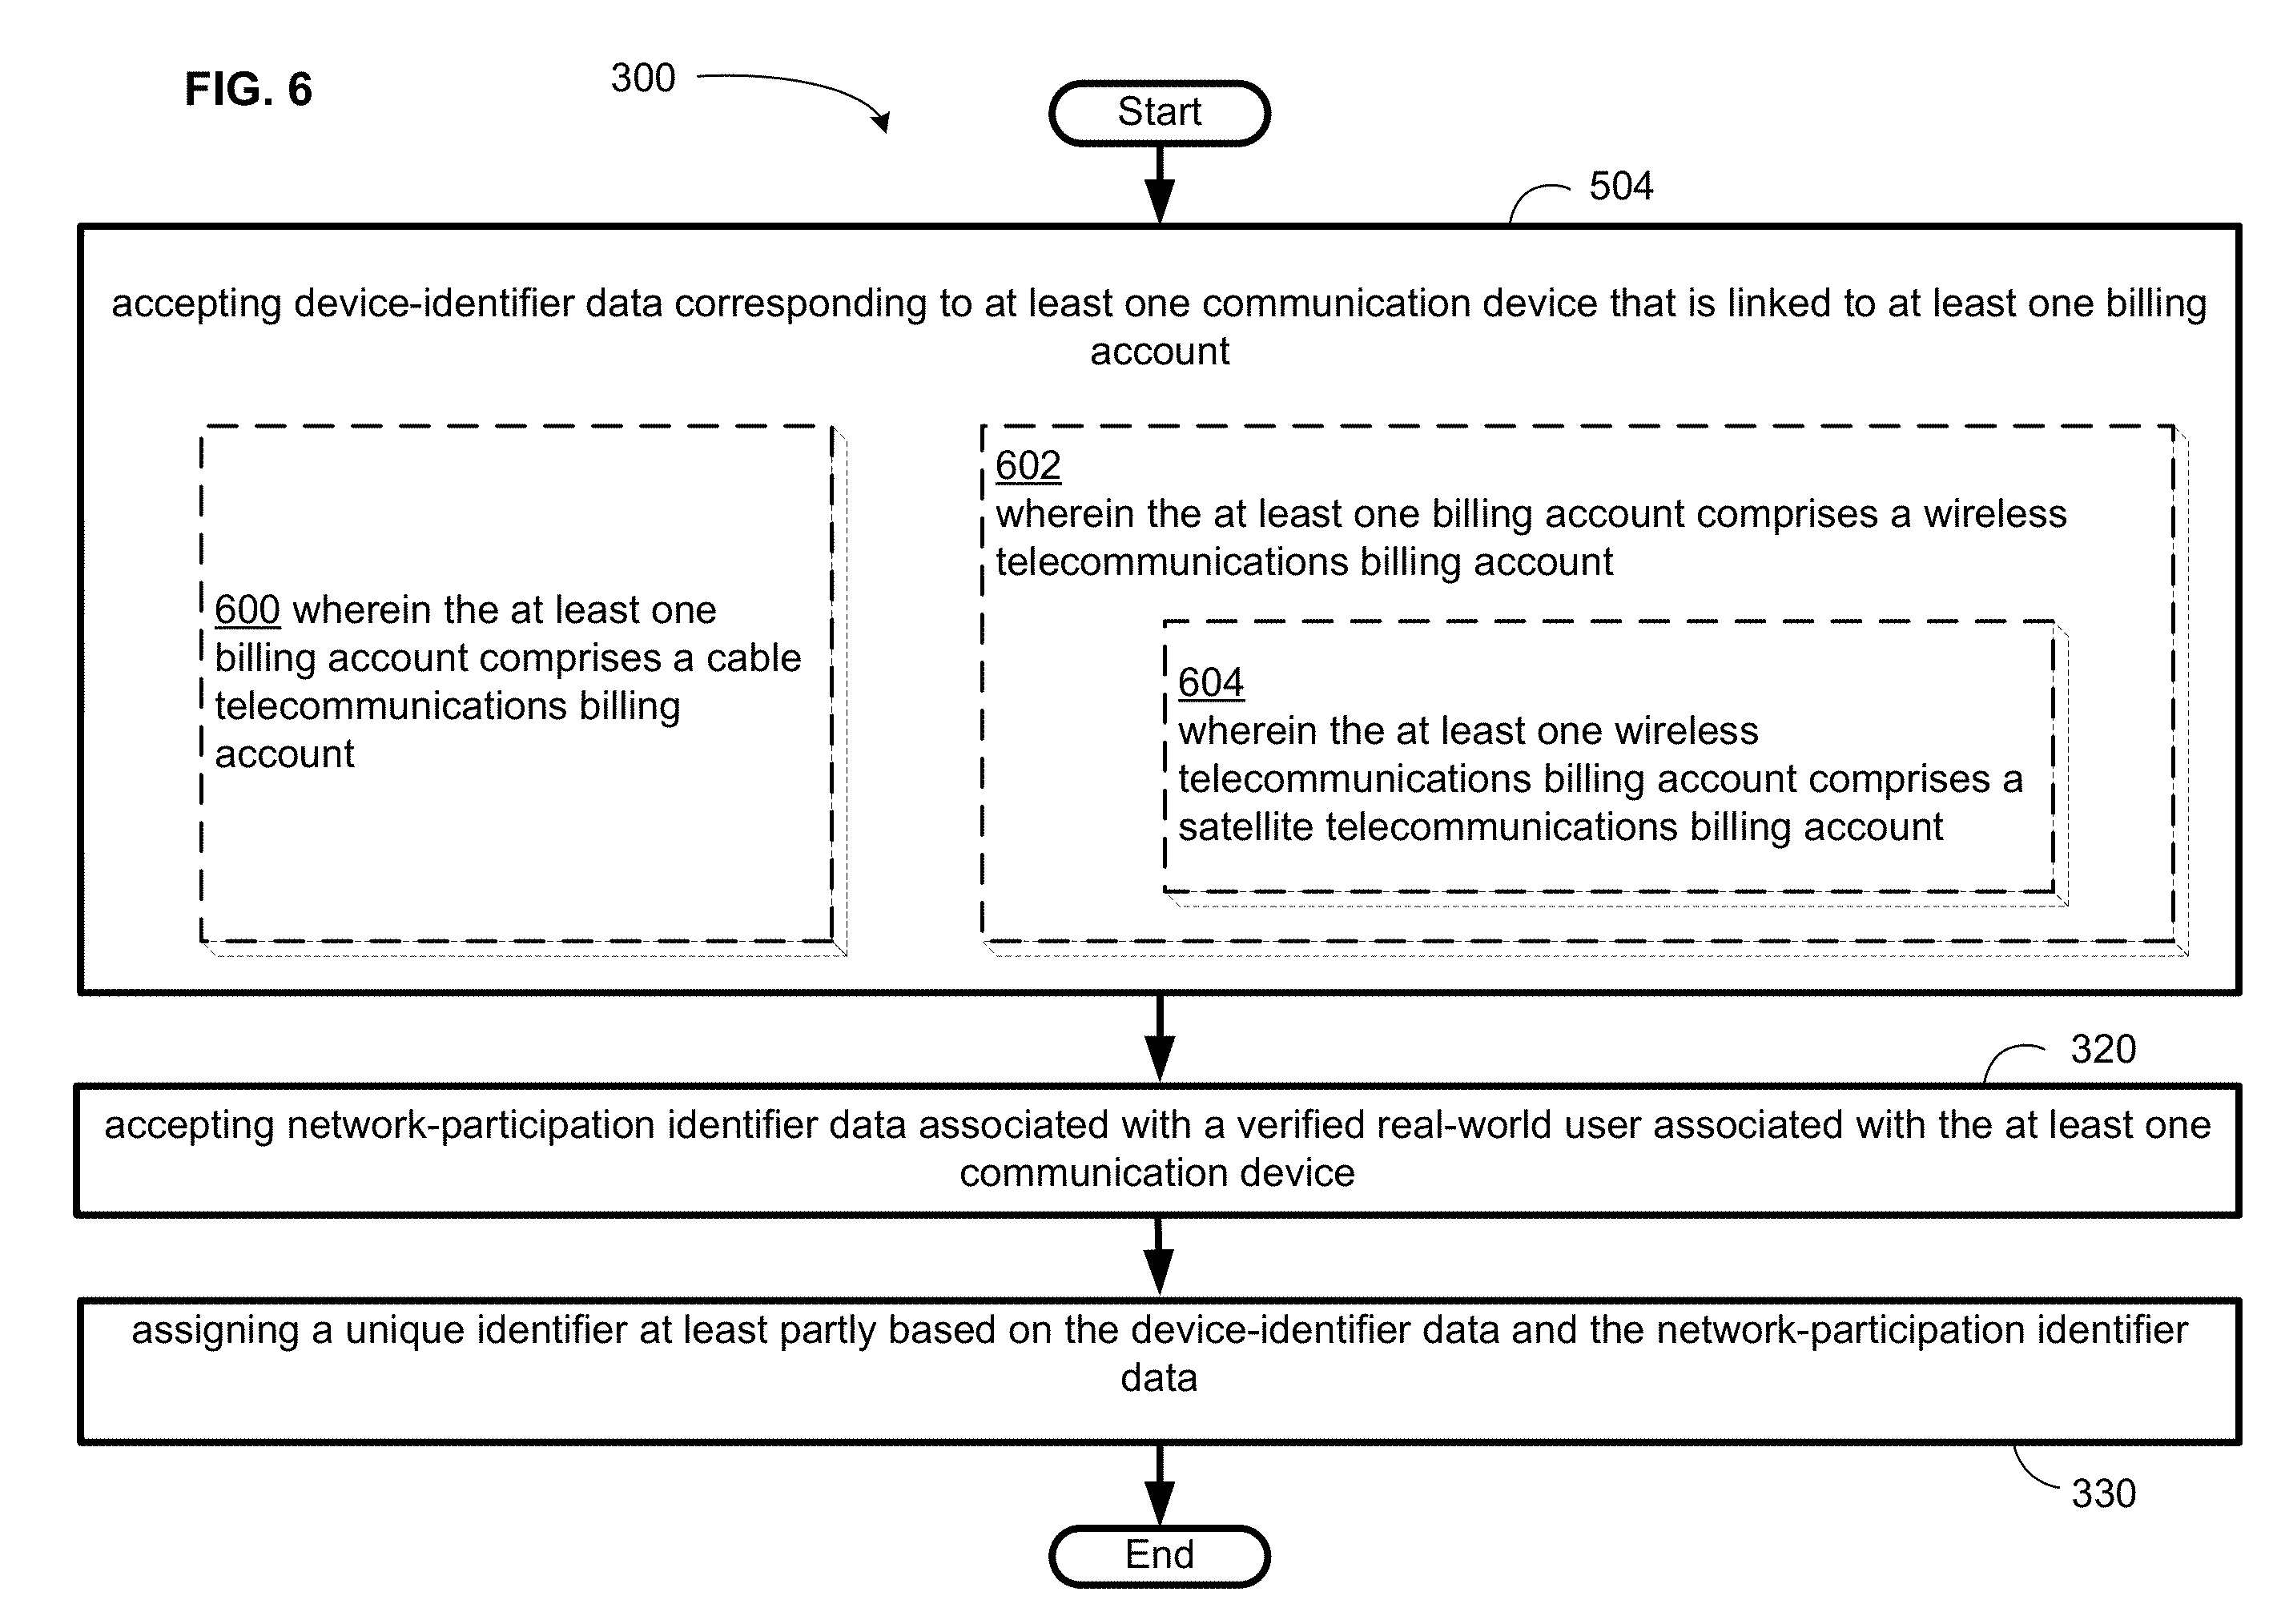 FIG. 6
300
Start
504
accepting device-identifier data corresponding to at least one communication device that is linked to at least one billing
account
600 wherein the at least one
billing account comprises a cable
telecommunications billing
account
602
wherein the at least one billing account comprises a wireless
telecommunications billing account
604
wherein the at least one wireless
telecommunications billing account comprises a
satellite telecommunications billing account
320
accepting network-participation identifier data associated with a verified real-world user associated with the at least one
communication device
assigning a unique identifier at least partly based on the device-identifier data and the network-participation identifier
data
330
End